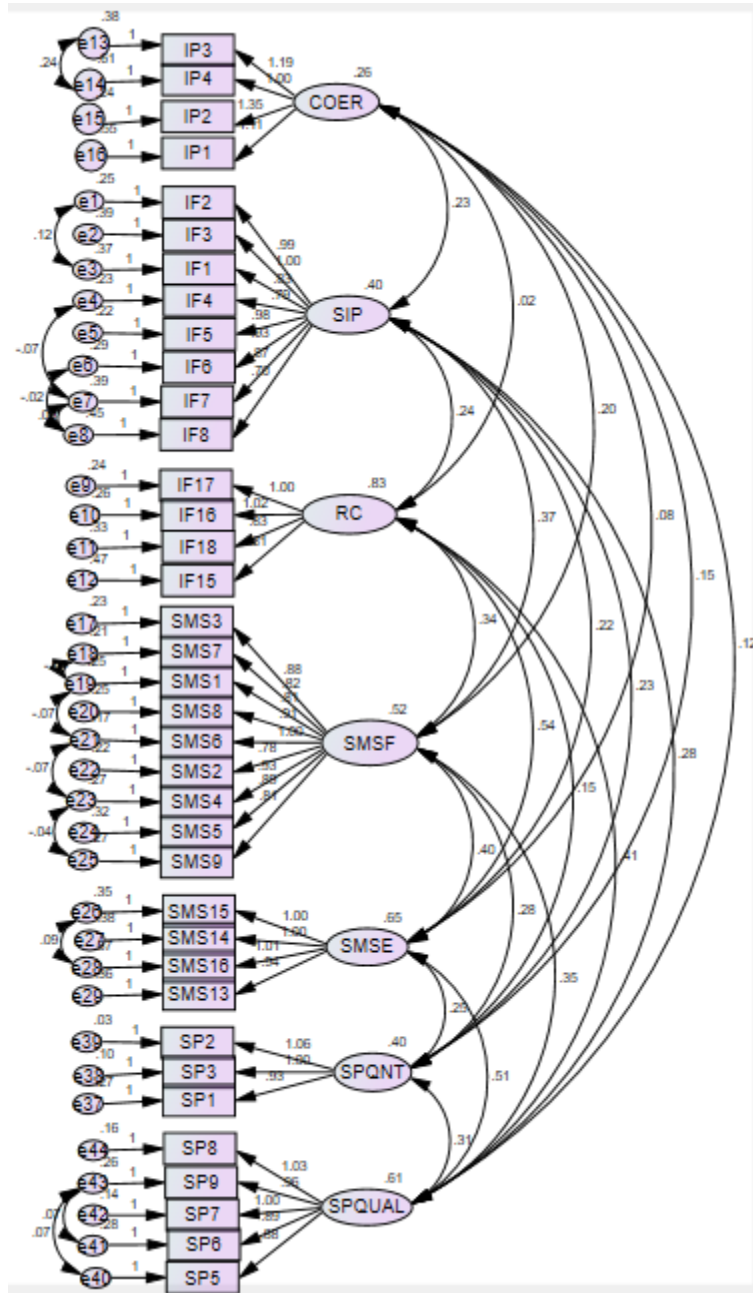 .38
e13 1 IP3
.24 .61
e14 1 IP4
e15 1 IP2
e16 1 IP1
1.19
1.00
1.35
COER
.26
.25
e1 1 IF2
.39
e2 1 IF3
.12 .37
e3 1 IF1
.23
e4 1 IF4
.22
e5 1 IF5
-.07 .29
e6 1 IF6
-.02 .39
e7 1 IF7
.45
e8 1 IF8
.99
1.00
.98
SIP
.40
.24
e9 1 IF17
.26
e10 1 IF16
.33
e11 1 IF18
.47
e12 1 IF15
1.00
1.02
.83
RC
.83
.23
e17 1 SMS3
.21
e18 1 SMS7
.25
e19 1 SMS1
.25
e20 1 SMS8
-.07 .17
e21 1 SMS6
.22
e22 1 SMS2
-.07 .27
e23 1 SMS4
.32
e24 1 SMS5
-.04 .27
e25 1 SMS9
.88
.82
.91
1.00
.78
.93
.88
.81
SMSF
.52
.35
e26 1 SMS15
.38
e27 1 SMS14
.09
e28 1 SMS16
e29 1 SMS13
1.00
1.00
1.01
.94
SMSE
.65
.03
e39 1 SP2
.10
e38 1 SP3
.27
e37 1 SP1
1.06
1.00
.93
SPQNT
.40
.16
e44 1 SP8
.26
e43 1 SP9
.14
e42 1 SP7
.28
e41 1 SP6
.07
e40 1 SP5
1.03
.96
1.00
.89
.88
SPQUAL
.61
.23
.02
.20
.08
.15
.12
.24
.37
.22
.23
.28
.34
.54
.15
.41
.40
.28
.35
.51
.31